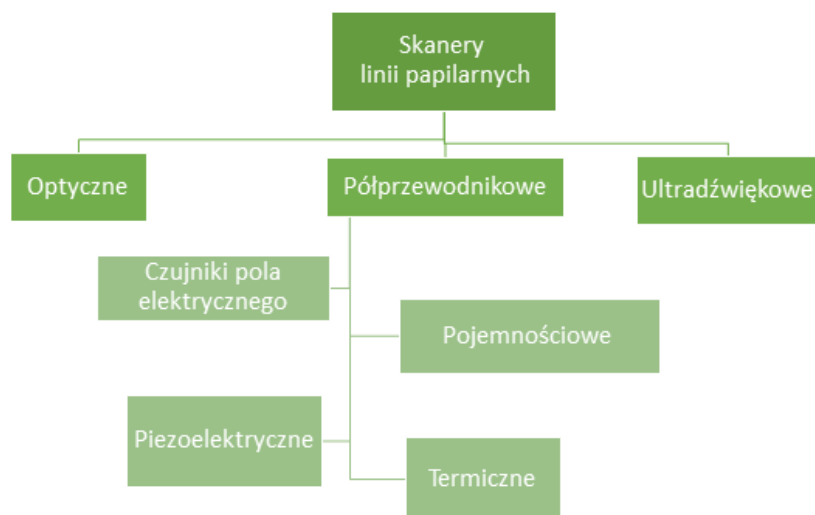 Skanery
linii papilarnych
Optyczne
Półprzewodnikowe
Ultradźwiękowe
Czujniki pola
elektrycznego
Pojemnościowe
Piezoelektryczne
Termiczne